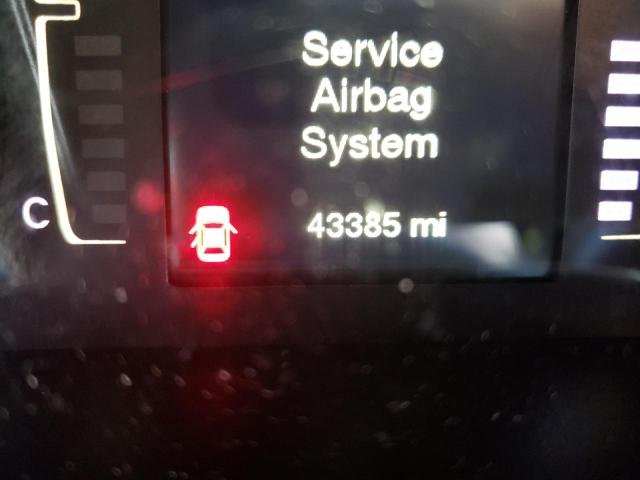 Service
Airbag
System
C
43385 mi